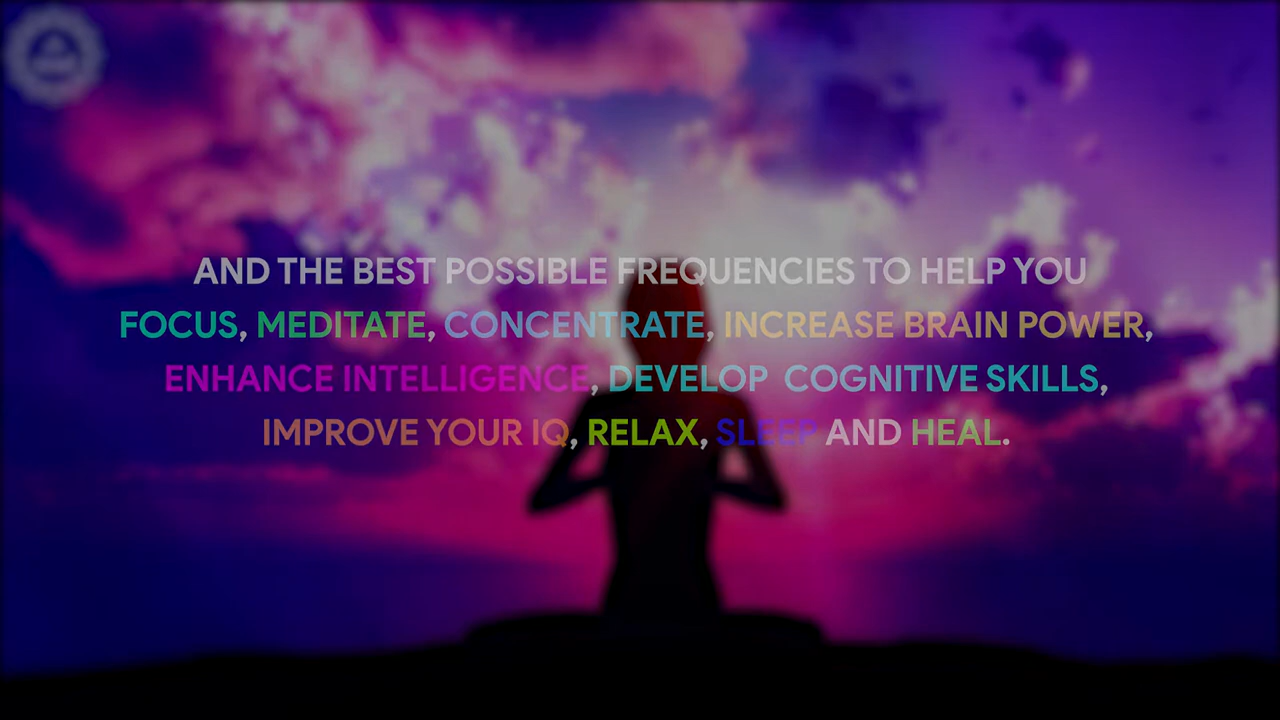 AND THE BEST POSSIBLE FREQUENCIES TO HELP YOU
FOCUS, MEDITATE, CONCENTRATE, INCREASE BRAIN POWER,
ENHANCE INTELLIGENCE, DEVELOP COGNITIVE SKILLS,
IMPROVE YOUR IQ, RELAX, SLEEP AND HEAL.